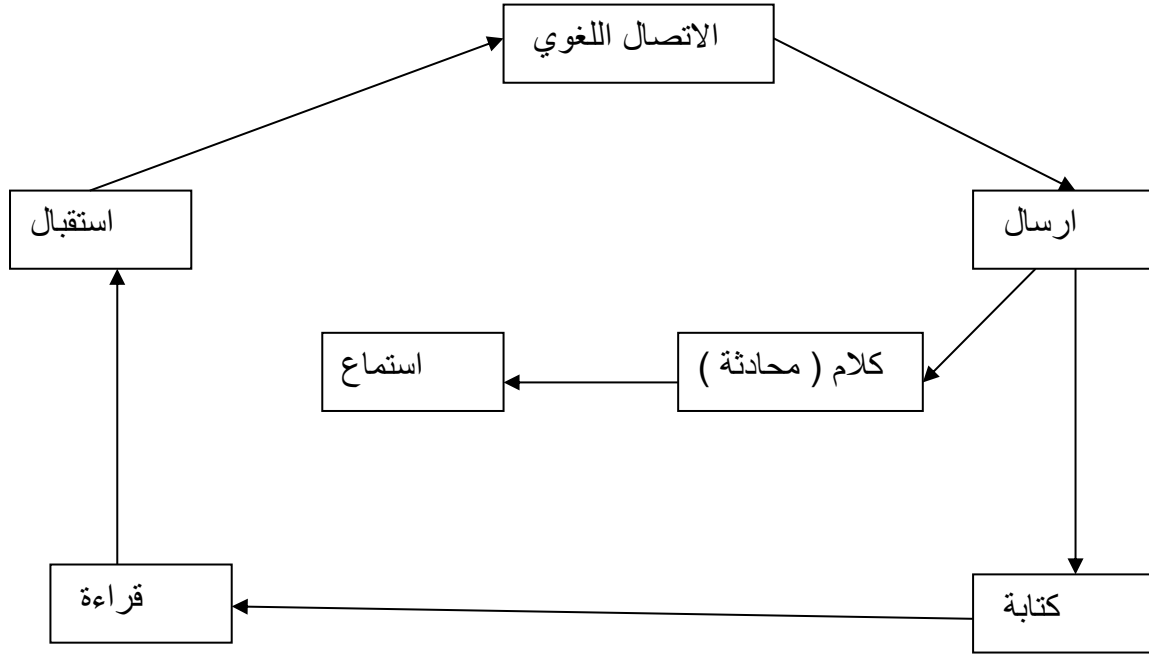 الاتصال اللغوي
ارسال
استقبال
كلام ( محادثة )
استماع
كتابة
قراءة